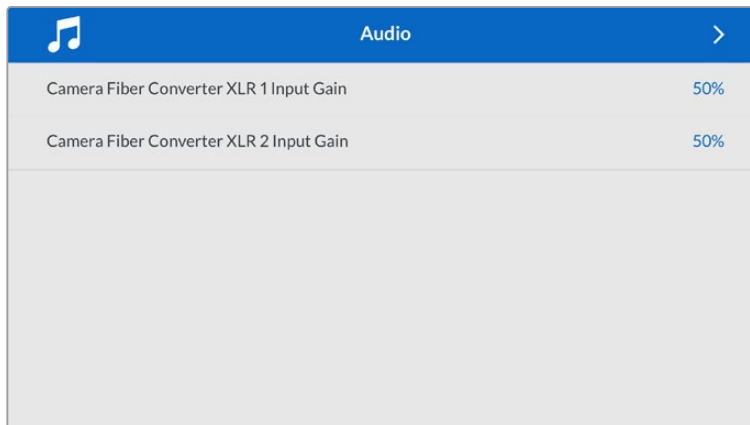 Audio
Camera Fiber Converter XLR 1 Input Gain 50%
Camera Fiber Converter XLR 2 Input Gain 50%